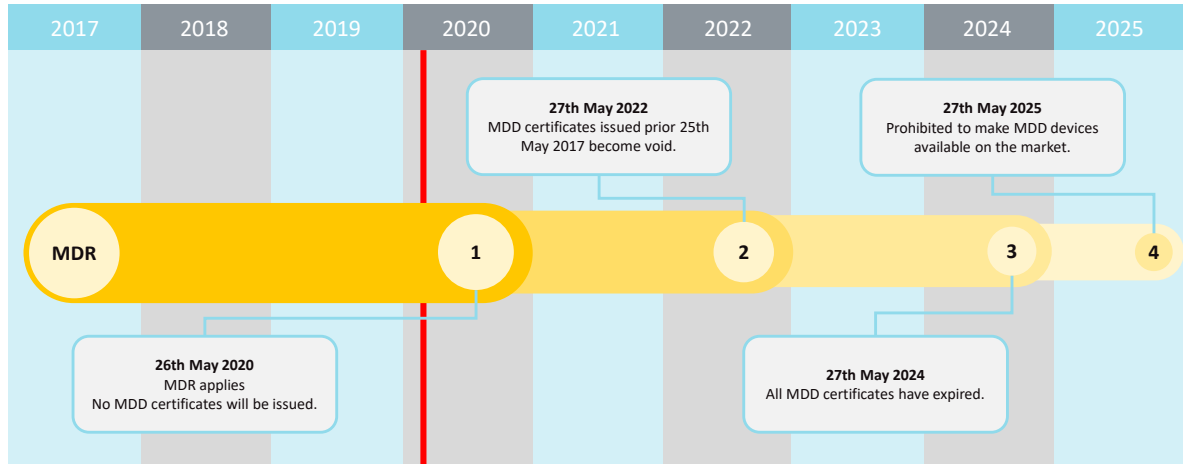 2017 2018 2019 2020 2021 2022 2023 2024 2025
27th May 2022
MDD certificates issued prior 25th
May 2017 become void.
27th May 2025
Prohibited to make MDD devices
available on the market.
MDR 1 2 3 4
26th May 2020
MDR applies
No MDD certificates will be issued.
27th May 2024
All MDD certificates have expired.